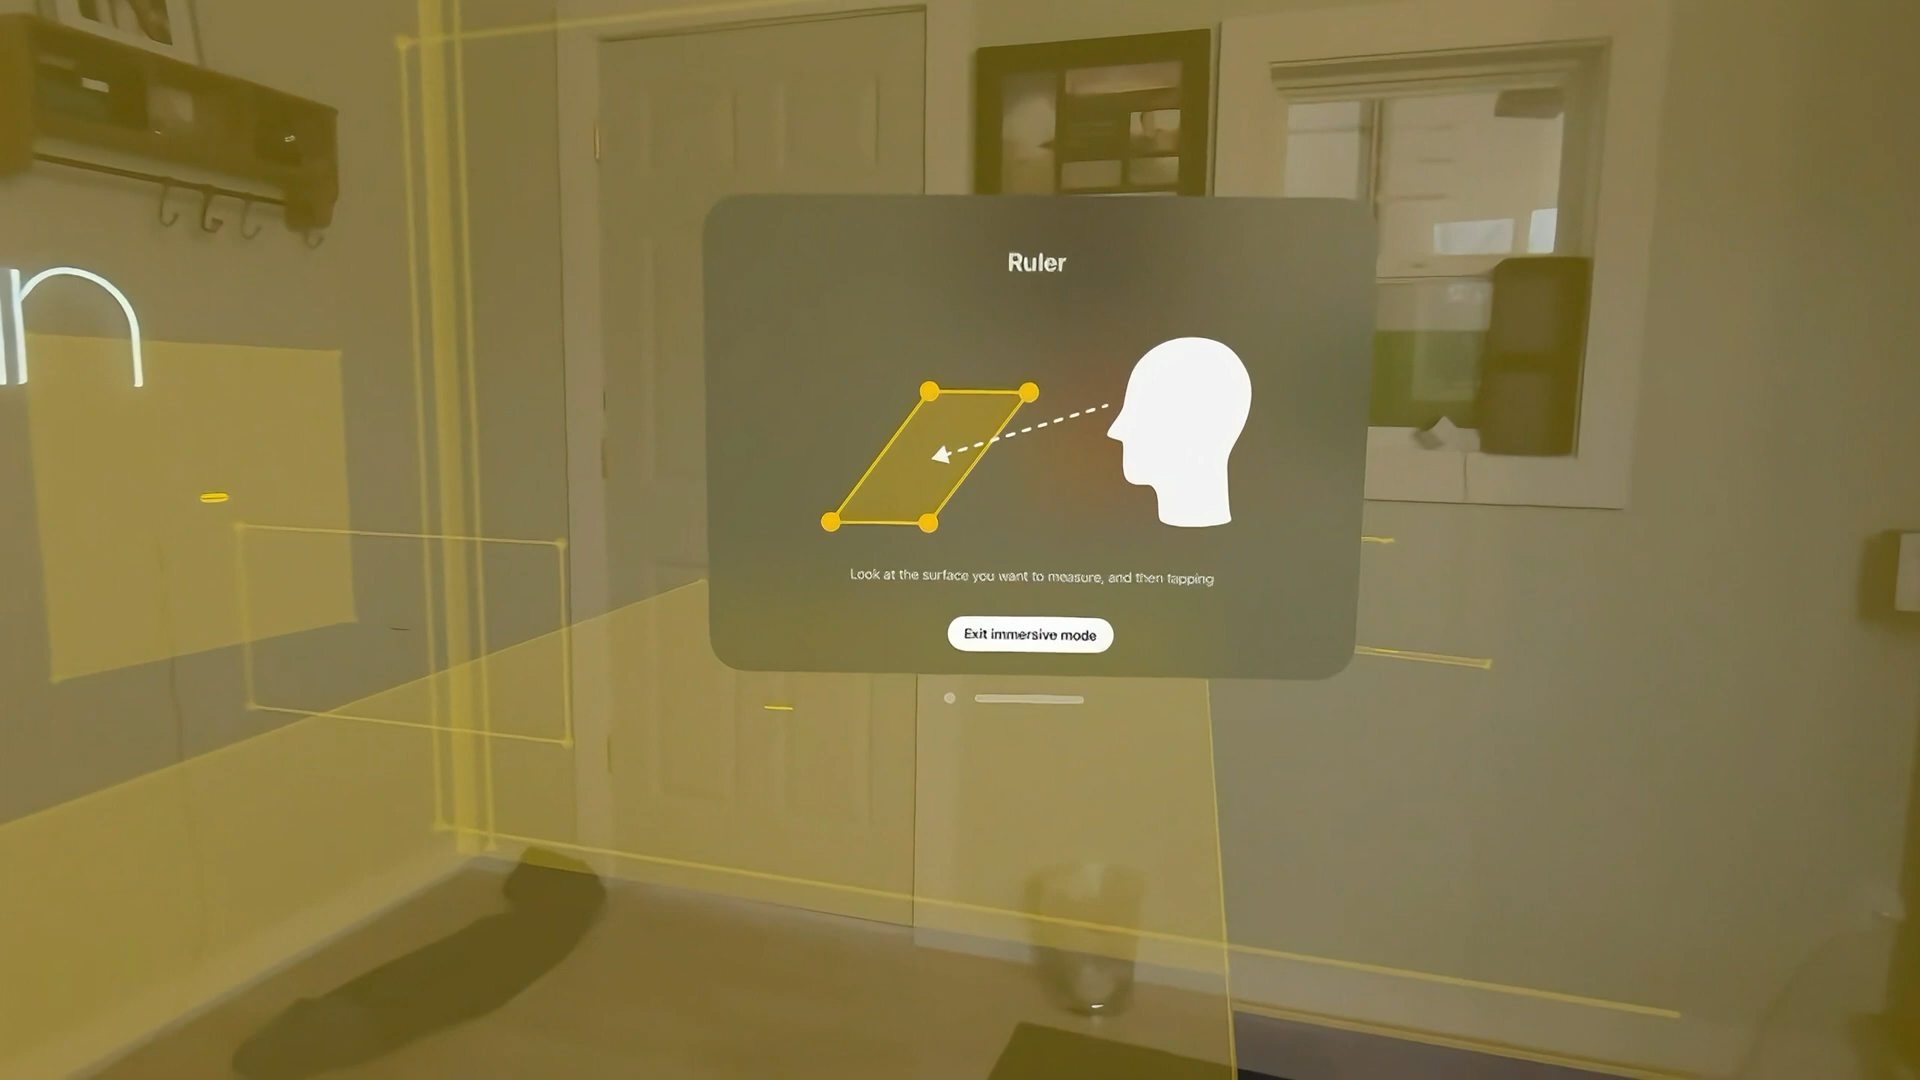 Ruler
n
Look at the surface you want to measure, and then tapping
Exit immersive mode